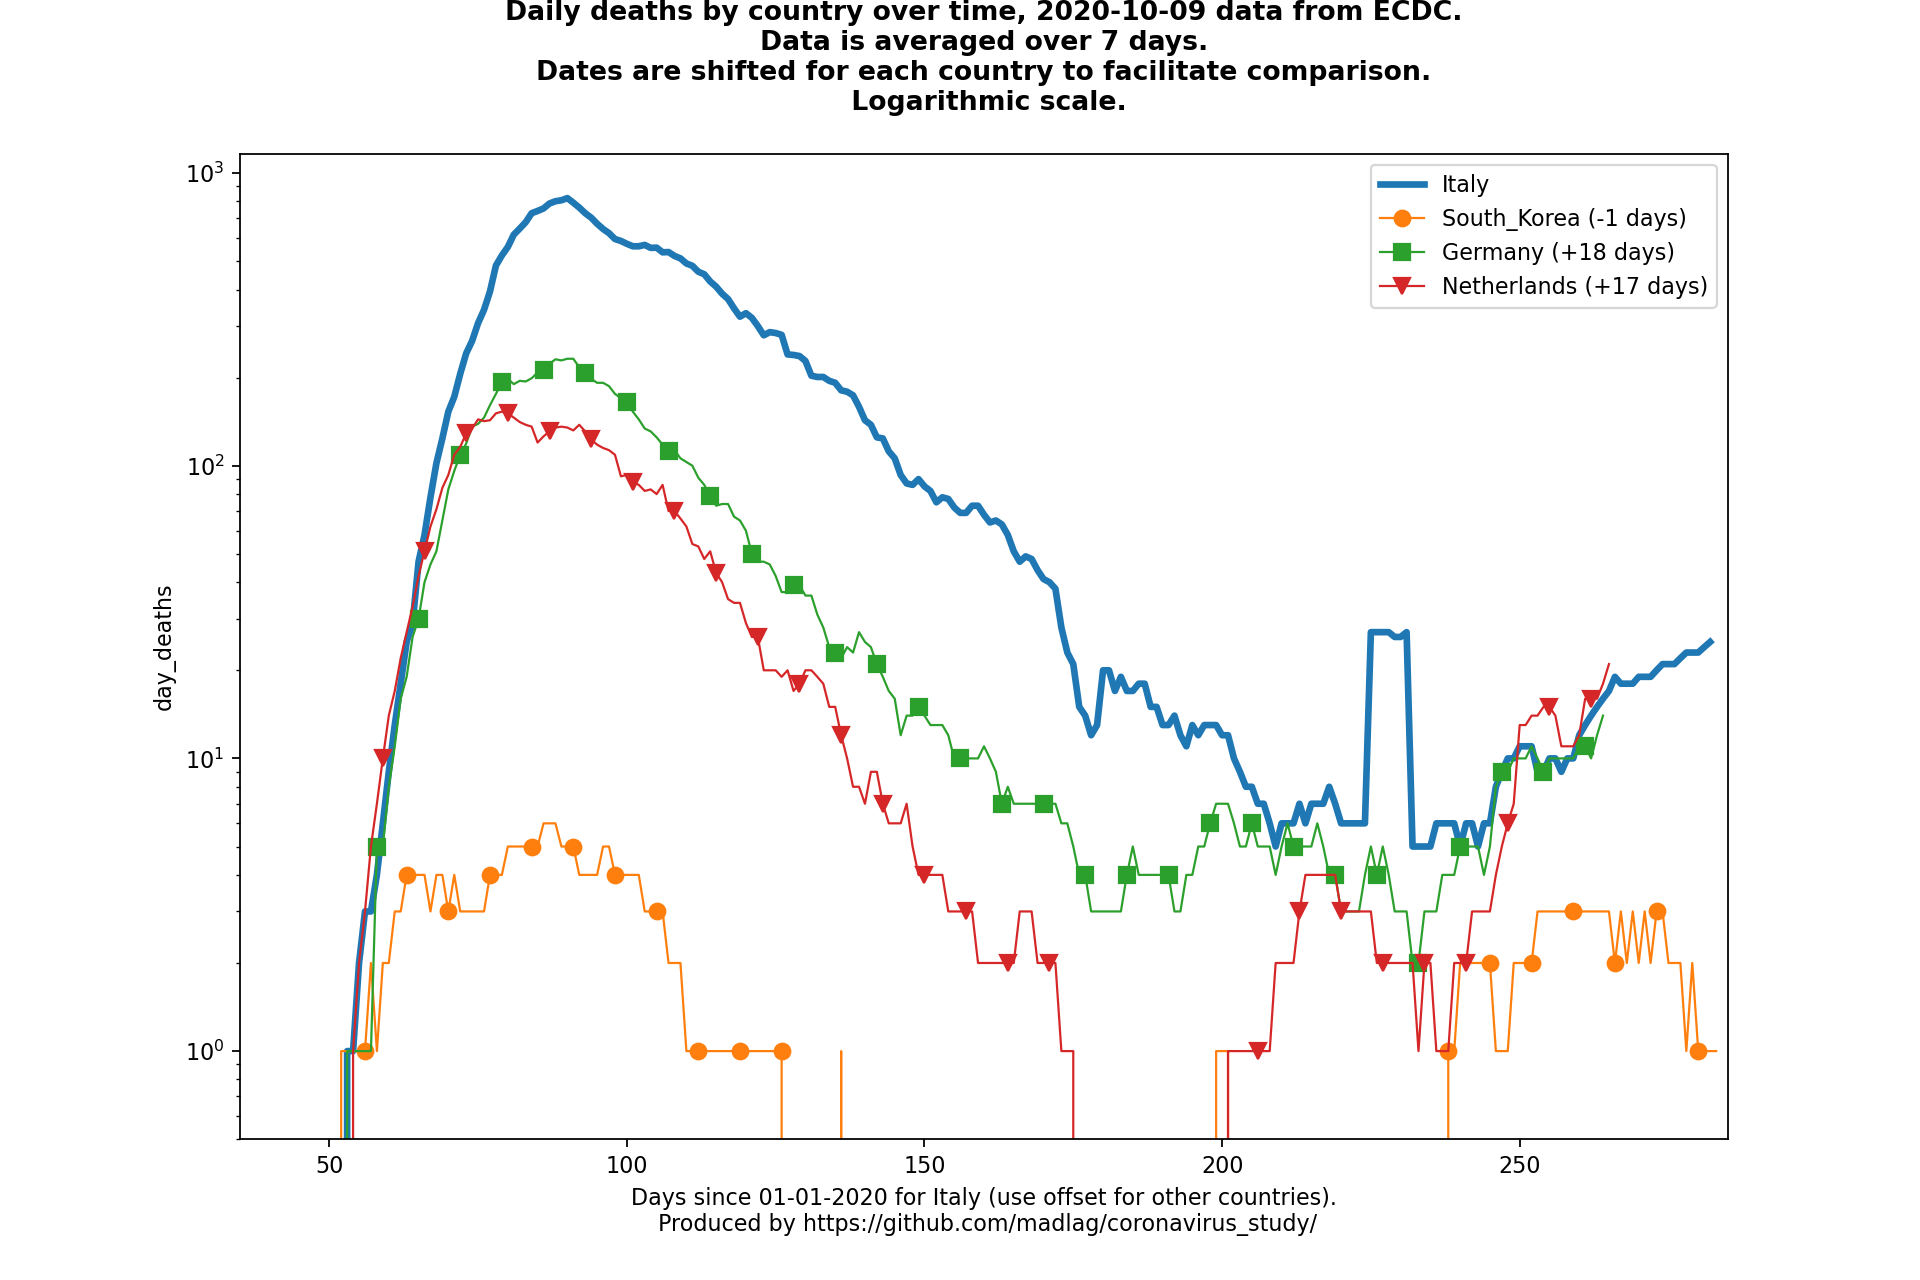 Daily deaths by country over time, 2020-10-09 data from ECDC.
Data is averaged over 7 days.
Dates are shifted for each country to facilitate comparison.
Logarithmic scale.
Italy
South_Korea (-1 days)
Germany (+18 days)
Netherlands (+17 days)
day_deaths
10³
10²
10¹
10⁰
50
100
150
200
250
Days since 01-01-2020 for Italy (use offset for other countries).
Produced by https://github.com/madlag/coronavirus_study/